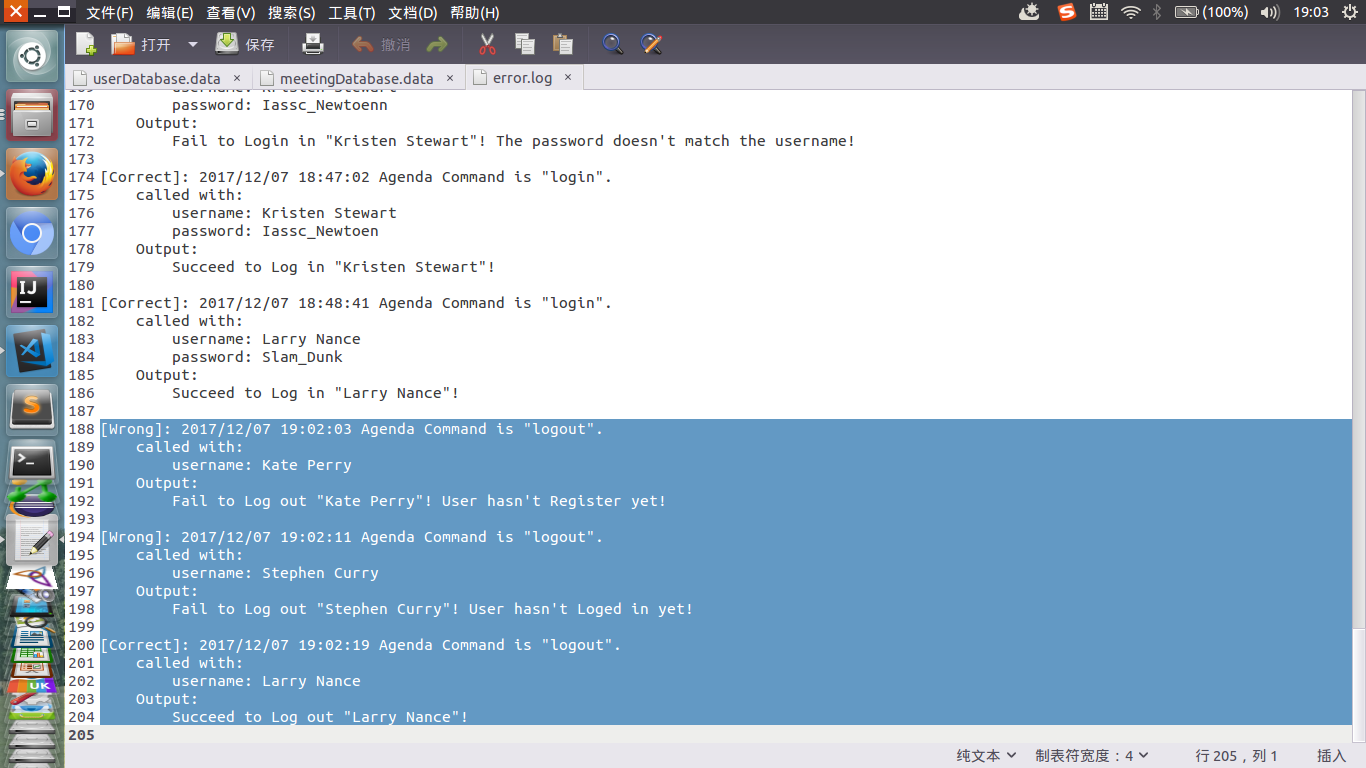 文件(F) 编辑(E) 查看(V) 搜索(S) 工具(T) 文档(D) 帮助(H) (100%) 19:03
打开 保存 撤消
userDatabase.data × meetingDatabase.data × error.log ×
169 username: Kristen Stewart
170 password: Iassc_Newtoenn
171 Output:
172 Fail to Login in "Kristen Stewart"! The password doesn't match the username!
173
174 [Correct]: 2017/12/07 18:47:02 Agenda Command is "login".
175 called with:
176 username: Kristen Stewart
177 password: Iassc_Newtoen
178 Output:
179 Succeed to Log in "Kristen Stewart"!
180
181 [Correct]: 2017/12/07 18:48:41 Agenda Command is "login".
182 called with:
183 username: Larry Nance
184 password: Slam_Dunk
185 Output:
186 Succeed to Log in "Larry Nance"!
187
188 [Wrong]: 2017/12/07 19:02:03 Agenda Command is "logout".
189 called with:
190 username: Kate Perry
191 Output:
192 Fail to Log out "Kate Perry"! User hasn't Register yet!
193
194 [Wrong]: 2017/12/07 19:02:11 Agenda Command is "logout".
195 called with:
196 username: Stephen Curry
197 Output:
198 Fail to Log out "Stephen Curry"! User hasn't Loged in yet!
199
200 [Correct]: 2017/12/07 19:02:19 Agenda Command is "logout".
201 called with:
202 username: Larry Nance
203 Output:
204 Succeed to Log out "Larry Nance"!
205
IJ
S
>_
UK
纯文本 制表符宽度：4 行 205，列 1 插入